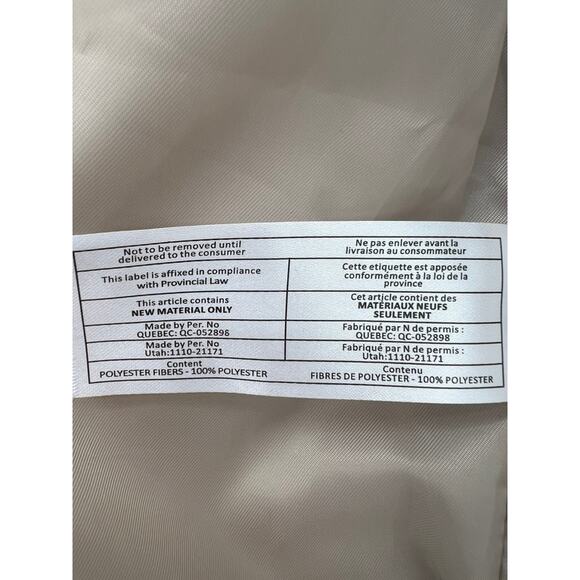 Not to be removed until
delivered to the consumer
This label is affixed in compliance
with Provincial Law
This article contains
NEW MATERIAL ONLY
Made by Per. No
QUEBEC: QC-052898
Made by Per. No
Utah:1110-21171
Content
POLYESTER FIBERS - 100% POLYESTER
Ne pas enlever avant la
livraison au consommateur
Cette etiquette est apposée
conformément à la loi de la
province
Cet article contient des
MATÉRIAUX NEUFS
SEULEMENT
Fabriqué par N de permis :
QUEBEC: QC-052898
Fabriqué par N de permis :
Utah:1110-21171
Contenu
FIBRES DE POLYESTER - 100% POLYESTER